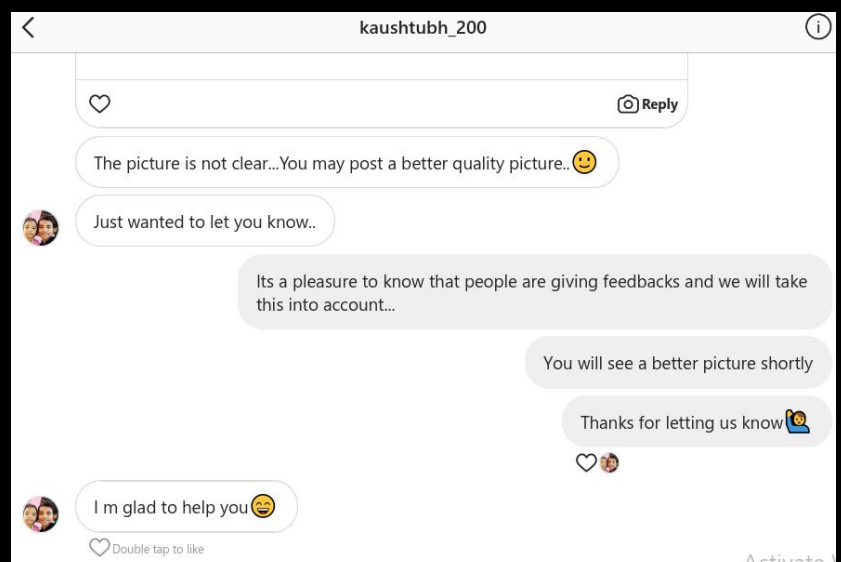 kaushtubh_200
Reply
The picture is not clear...You may post a better quality picture..🙂
Just wanted to let you know..
Its a pleasure to know that people are giving feedbacks and we will take
this into account...
You will see a better picture shortly
Thanks for letting us know🙋‍♂️
I m glad to help you😄
Double tap to like
Activate